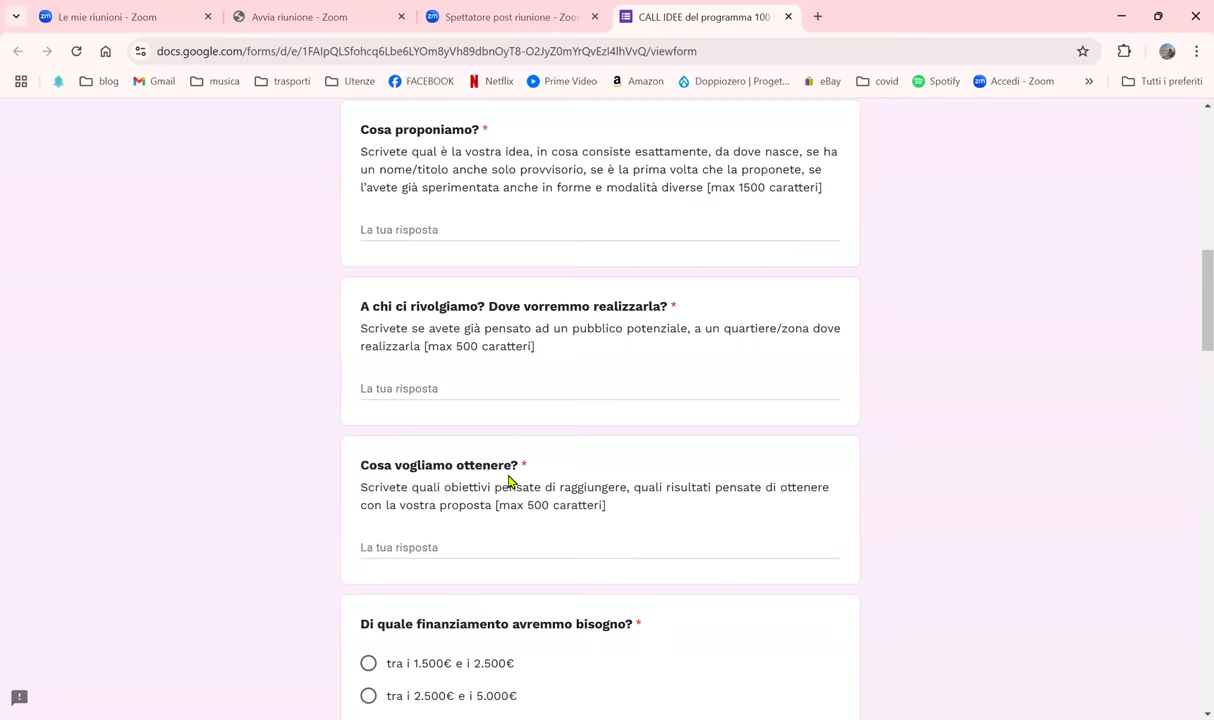 Le mie riunioni - Zoom
Avvia riunione - Zoom
Spettatore post riunione - Zoo
CALL IDEE del programma 100
docs.google.com/forms/d/e/1FAIpQLSfohcq6Lbe6LYOm8yVh89dbnOyT8-O2JyZ0mYrQvEzI4lhVvQ/viewform
blog
Gmail
musica
trasporti
Utenze
FACEBOOK
Netflix
Prime Video
Amazon
Doppiozero | Proget...
eBay
covid
Spotify
Accedi - Zoom
Tutti i preferiti
Cosa proponiamo? *
Scrivete qual è la vostra idea, in cosa consiste esattamente, da dove nasce, se ha
un nome/titolo anche solo provvisorio, se è la prima volta che la proponete, se
l'avete già sperimentata anche in forme e modalità diverse [max 1500 caratteri]
La tua risposta
A chi ci rivolgiamo? Dove vorremmo realizzarla? *
Scrivete se avete già pensato ad un pubblico potenziale, a un quartiere/zona dove
realizzarla [max 500 caratteri]
La tua risposta
Cosa vogliamo ottenere? *
Scrivete quali obiettivi pensate di raggiungere, quali risultati pensate di ottenere
con la vostra proposta [max 500 caratteri]
La tua risposta
Di quale finanziamento avremmo bisogno? *
tra i 1.500€ e i 2.500€
tra i 2.500€ e i 5.000€